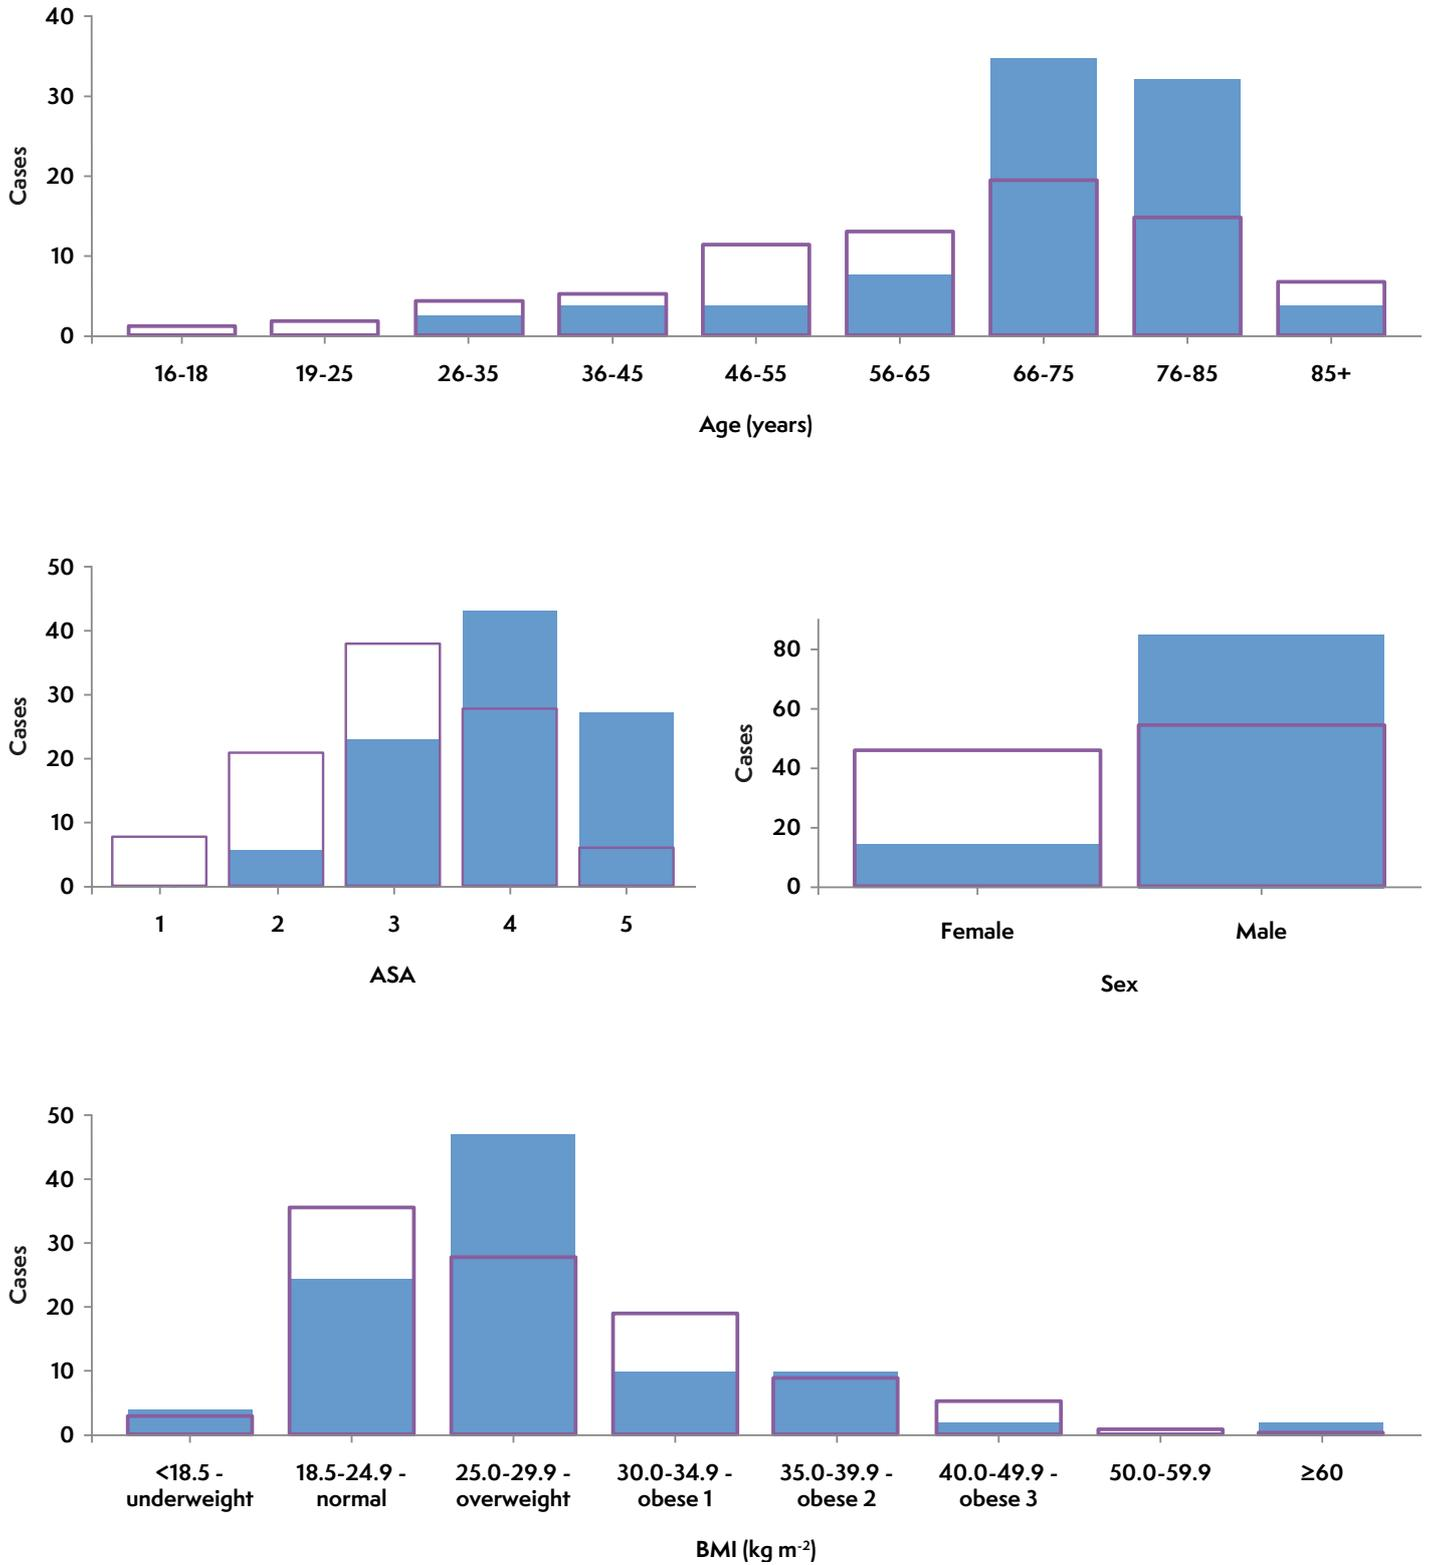 40
30
20
10
0
Cases
16-18 19-25 26-35 36-45 46-55 56-65 66-75 76-85 85+
Age (years)
50
40
30
20
10
0
Cases
1 2 3 4 5
ASA
80
60
40
20
0
Cases
Female Male
Sex
50
40
30
20
10
0
Cases
<18.5 - 18.5-24.9 - 25.0-29.9 - 30.0-34.9 - 35.0-39.9 - 40.0-49.9 - 50.0-59.9 ≥60
underweight normal overweight obese 1 obese 2 obese 3
BMI (kg m⁻²)